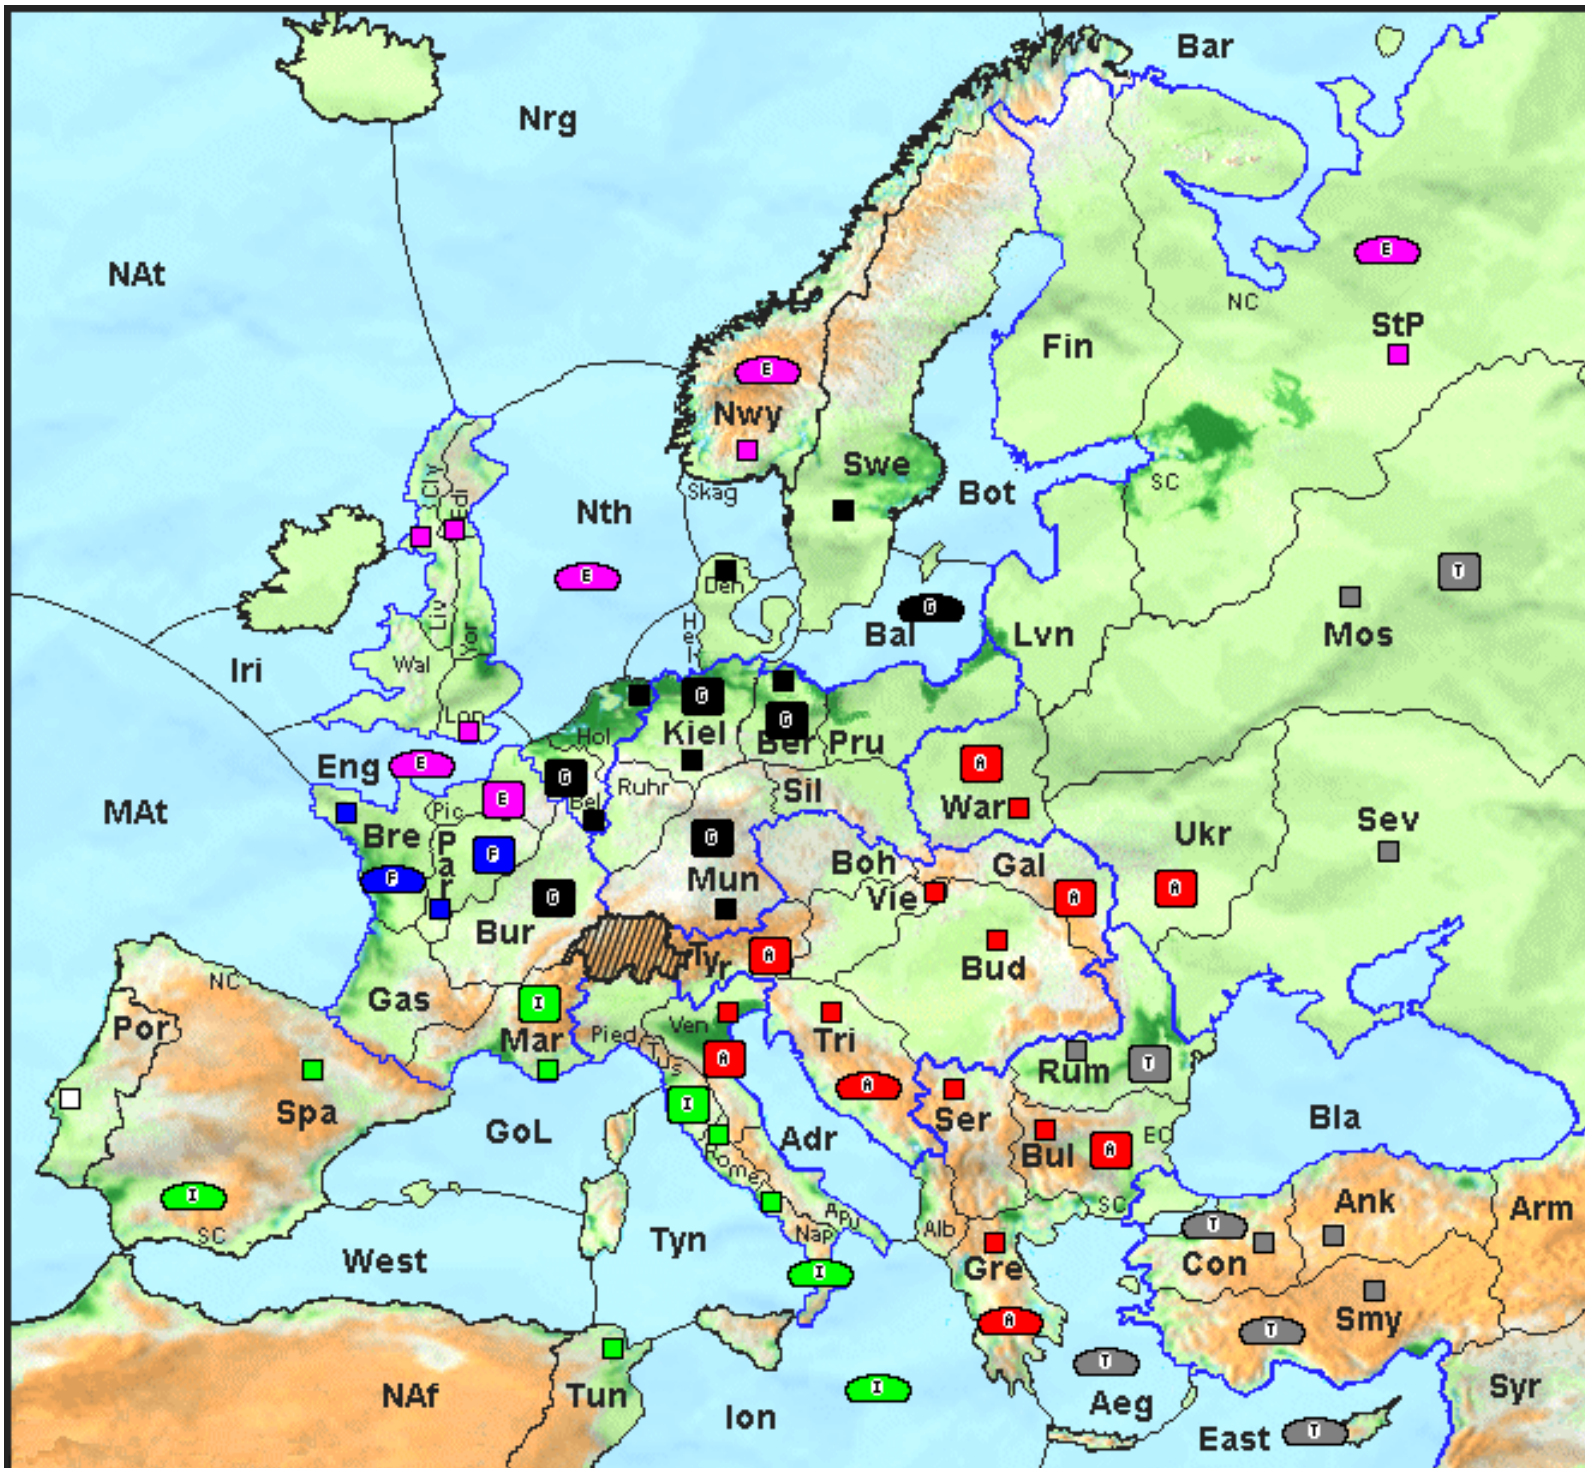 Bar
Nrg
E
NAt
NC
StP
Fin
E
Nwy
Swe
Bot
SC
Skag
Cly
Edi
Nth
T
E
Den
G
Bal
Lvn
Mos
Hel
Liv
Yor
Iri
Wal
G
G
Lon
Hol
Kiel
Ber
Pru
Eng
E
G
A
E
Ruhr
Sil
War
MAt
Pic
Bel
Bre
Par
F
G
Boh
Gal
Ukr
Sev
F
Mun
Vie
A
A
G
Bur
Tyr
A
Bud
NC
Gas
I
Por
Mar
Pied
Ven
Tri
Tus
A
A
Rum
T
Spa
I
GoL
Adr
Ser
Bul
A
EC
Bla
Rome
I
SC
West
Tyn
Apu
Nap
Alb
SC
T
Ank
Arm
Con
I
Gre
A
T
Smy
NAf
Tun
Ion
I
T
Aeg
Syr
East
T